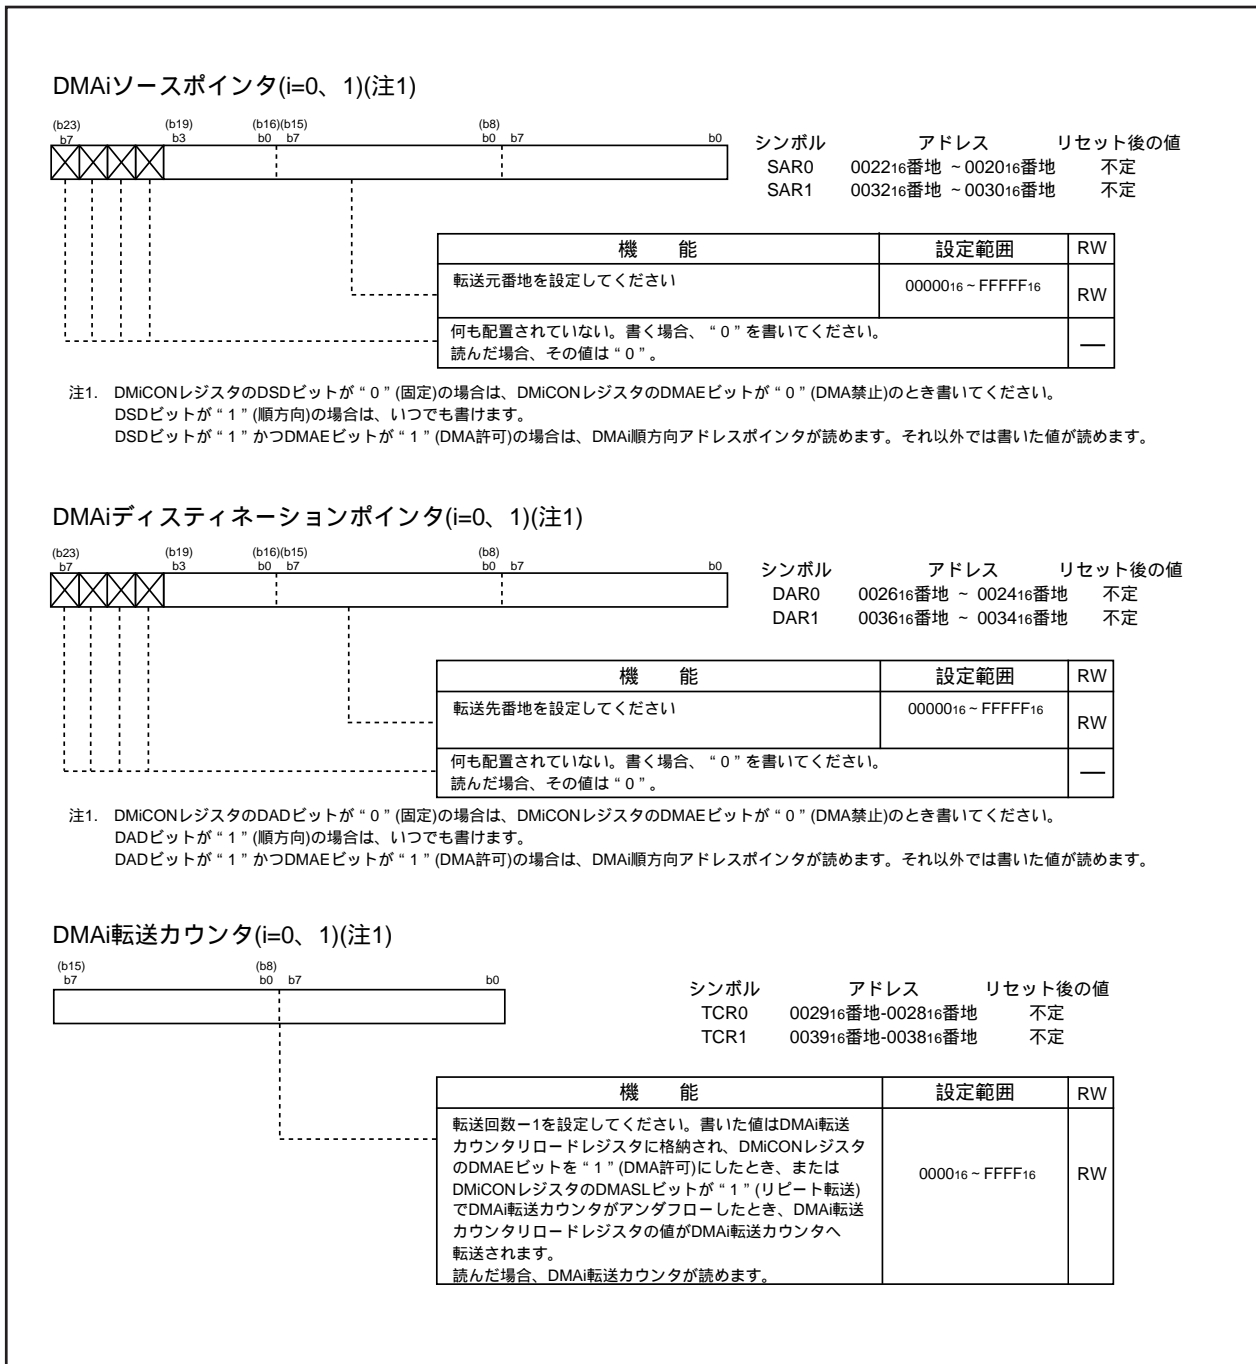 DMAiソースポインタ(i=0、1)(注1)
(b23) (b19) (b16)(b15) (b8)
b7 b3 b0 b7 b0 b7 b0
シンボル アドレス リセット後の値
SAR0 002216番地 ~ 002016番地 不定
SAR1 003216番地 ~ 003016番地 不定
機 能 設定範囲 RW
転送元番地を設定してください 0000016 ~ FFFFF16 RW
何も配置されていない。書く場合、“0”を書いてください。
読んだ場合、その値は“0”。 —
注1. DMiCONレジスタのDSDビットが“0”(固定)の場合は、DMiCONレジスタのDMAEビットが“0”(DMA禁止)のとき書いてください。
DSDビットが“1”(順方向)の場合は、いつでも書けます。
DSDビットが“1”かつDMAEビットが“1”(DMA許可)の場合は、DMAi順方向アドレスポインタが読めます。それ以外では書いた値が読めます。
DMAiディスティネーションポインタ(i=0、1)(注1)
(b23) (b19) (b16)(b15) (b8)
b7 b3 b0 b7 b0 b7 b0
シンボル アドレス リセット後の値
DAR0 002616番地 ~ 002416番地 不定
DAR1 003616番地 ~ 003416番地 不定
機 能 設定範囲 RW
転送先番地を設定してください 0000016 ~ FFFFF16 RW
何も配置されていない。書く場合、“0”を書いてください。
読んだ場合、その値は“0”。 —
注1. DMiCONレジスタのDADビットが“0”(固定)の場合は、DMiCONレジスタのDMAEビットが“0”(DMA禁止)のとき書いてください。
DADビットが“1”(順方向)の場合は、いつでも書けます。
DADビットが“1”かつDMAEビットが“1”(DMA許可)の場合は、DMAi順方向アドレスポインタが読めます。それ以外では書いた値が読めます。
DMAi転送カウンタ(i=0、1)(注1)
(b15) (b8)
b7 b0 b7 b0
シンボル アドレス リセット後の値
TCR0 002916番地-002816番地 不定
TCR1 003916番地-003816番地 不定
機 能 設定範囲 RW
転送回数ー1を設定してください。書いた値はDMAi転送
カウンタリロードレジスタに格納され、DMiCONレジスタ
のDMAEビットを“1”(DMA許可)にしたとき、または
DMiCONレジスタのDMASLビットが“1”(リピート転送)
でDMAi転送カウンタがアンダフローしたとき、DMAi転送
カウンタリロードレジスタの値がDMAi転送カウンタへ
転送されます。
読んだ場合、DMAi転送カウンタが読めます。
000016 ~ FFFF16 RW